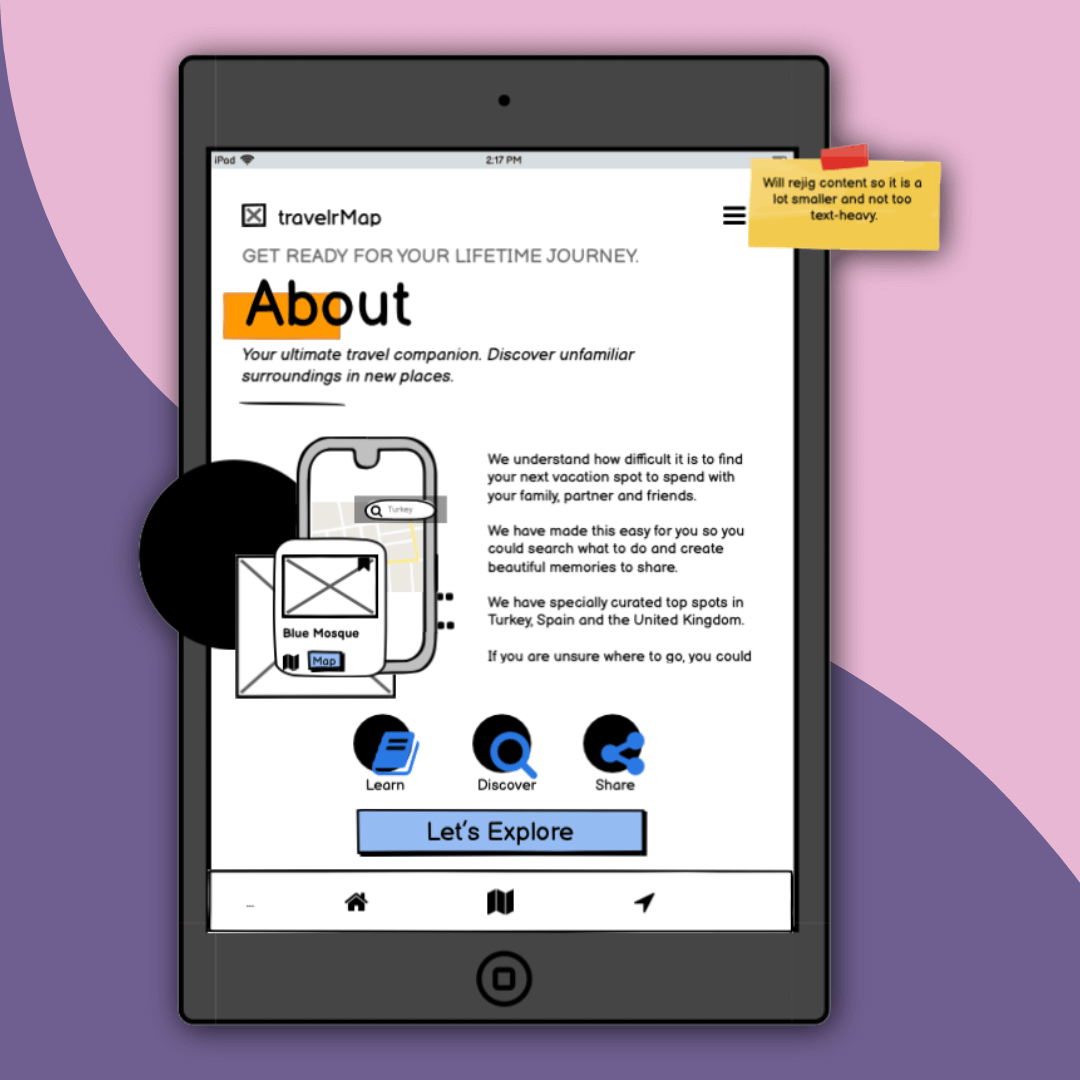 iPad
2:17 PM
Will rejig content so it is a
lot smaller and not too
text-heavy.
travelrMap
GET READY FOR YOUR LIFETIME JOURNEY.
About
Your ultimate travel companion. Discover unfamiliar
surroundings in new places.
Turkey
Blue Mosque
Map
We understand how difficult it is to find
your next vacation spot to spend with
your family, partner and friends.
We have made this easy for you so you
could search what to do and create
beautiful memories to share.
We have specially curated top spots in
Turkey, Spain and the United Kingdom.
If you are unsure where to go, you could
Learn
Discover
Share
Let's Explore
...